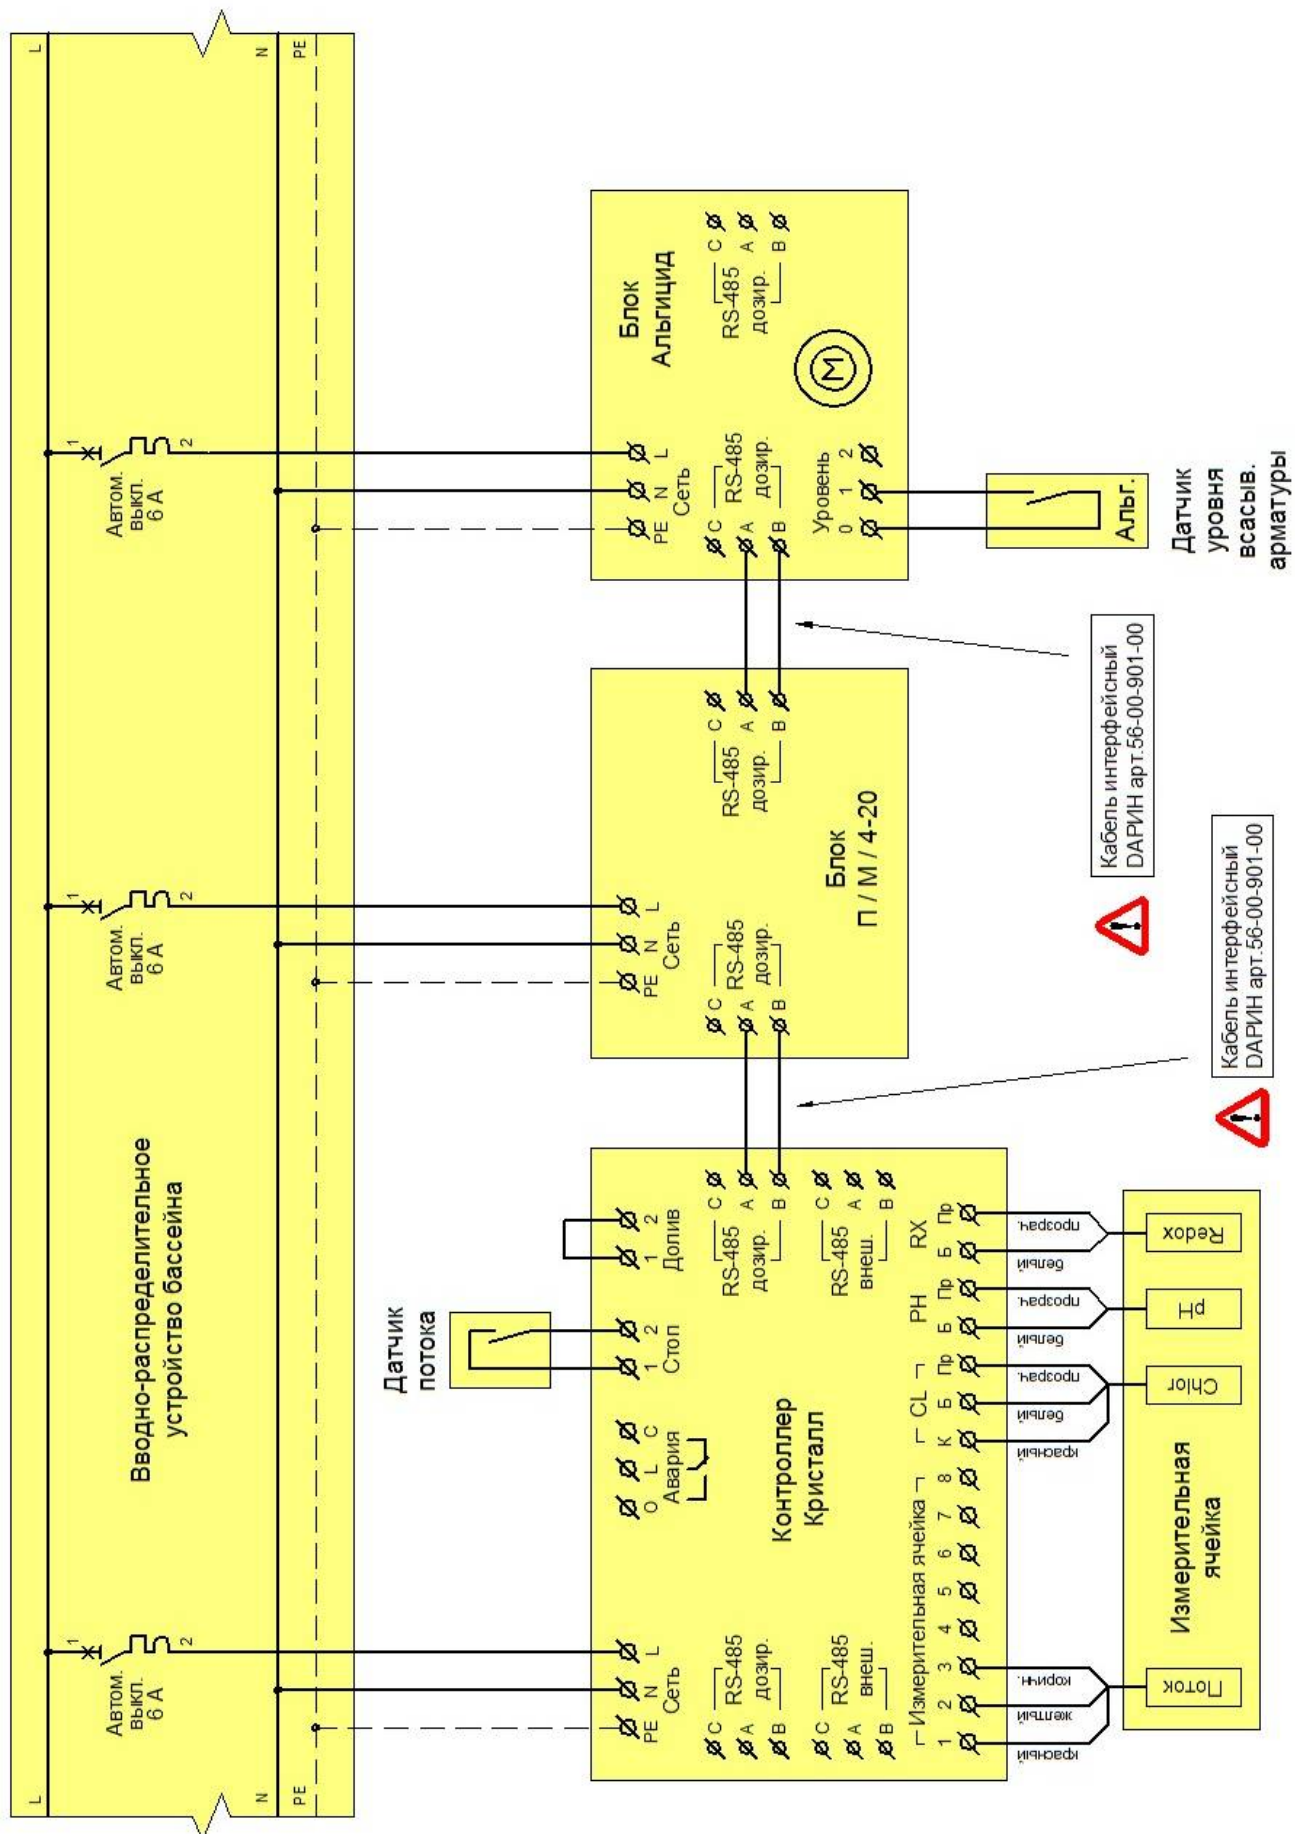 L
L
1
Автом.
выкл.
6 А
2
1
Автом.
выкл.
6 А
2
1
Автом.
выкл.
6 А
2
Вводно-распределительное
устройство бассейна
N
N
PE
PE
Датчик
потока
PE N L
Сеть
O L C
Авария
1 2
Стоп
1 2
Долив
C
A
B
RS-485
дозир.
C
A
B
RS-485
внеш.
Контроллер
Кристалл
RS-485
дозир.
C
A
B
RS-485
внеш.
C
A
B
Измерительная ячейка
CL
PH
RX
1 2 3 4 5 6 7 8 К Б Пр Б Пр Б Пр
красный
желтый
коричн.
красный
белый
прозрач.
белый
прозрач.
белый
прозрач.
Поток
Измерительная
ячейка
Chlor
pH
Redox
PE N L
Сеть
C
A
B
RS-485
дозир.
RS-485
дозир.
C
A
B
Блок
П / М / 4-20
Кабель интерфейсный
DАРИН арт.56-00-901-00
PE N L
Сеть
Блок
Альгицид
C
A
B
RS-485
дозир.
RS-485
дозир.
C
A
B
M
Уровень
0 1 2
Альг.
Датчик
уровня
всасыв.
арматуры
Кабель интерфейсный
DАРИН арт.56-00-901-00